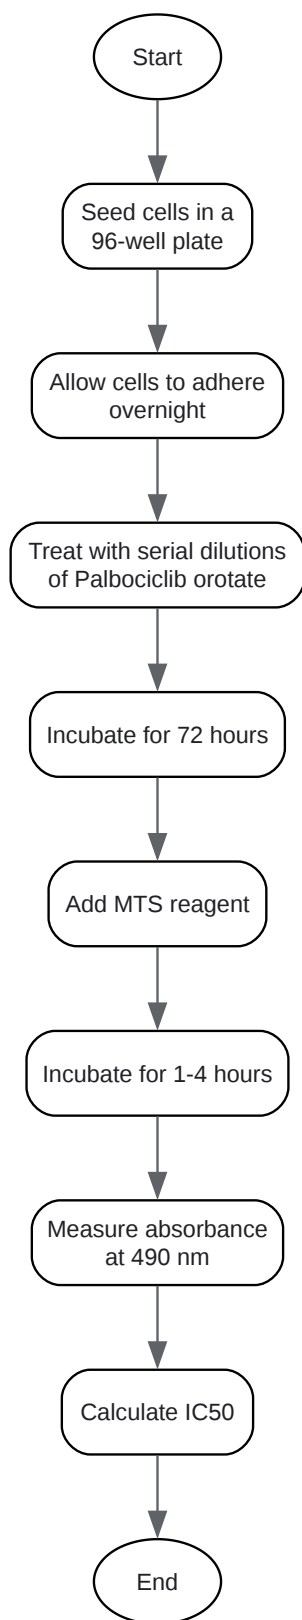 Start
Seed cells in a
96-well plate
Allow cells to adhere
overnight
Treat with serial dilutions
of Palbociclib orotate
Incubate for 72 hours
Add MTS reagent
Incubate for 1-4 hours
Measure absorbance
at 490 nm
Calculate IC50
End